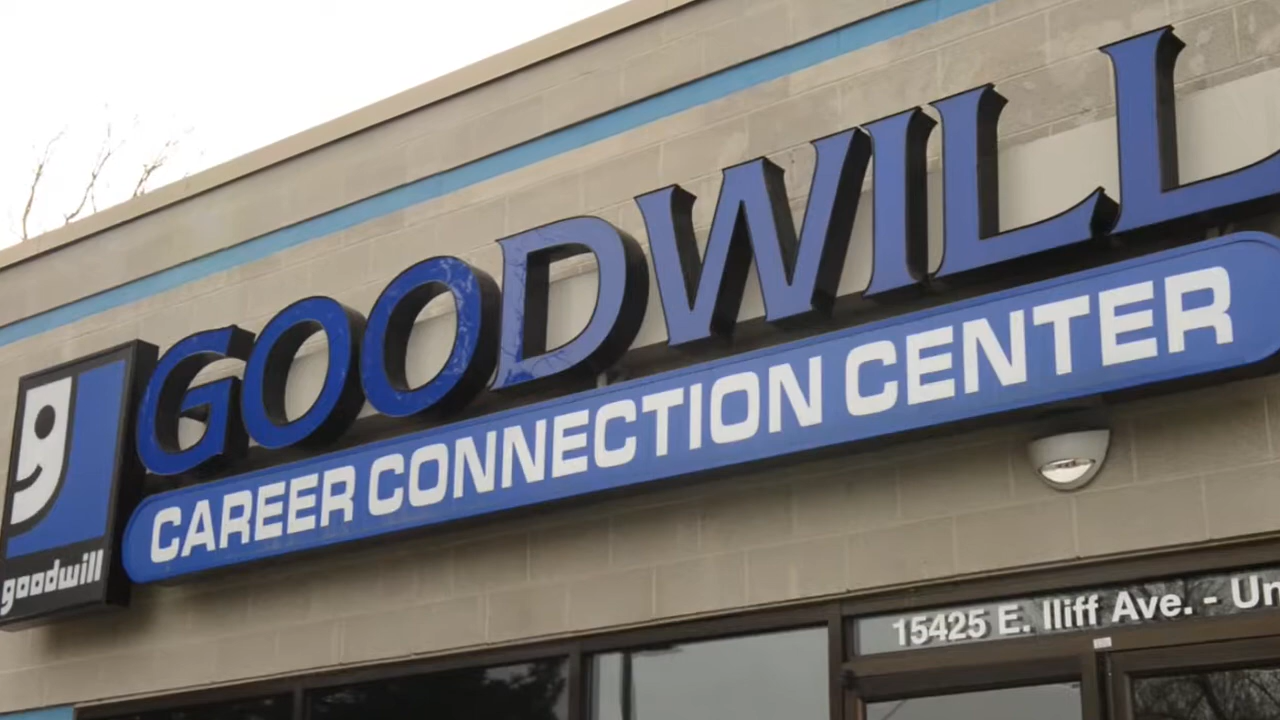 GOODWILL
goodwill
CAREER CONNECTION CENTER
15425 E. Iliff Ave. - Un